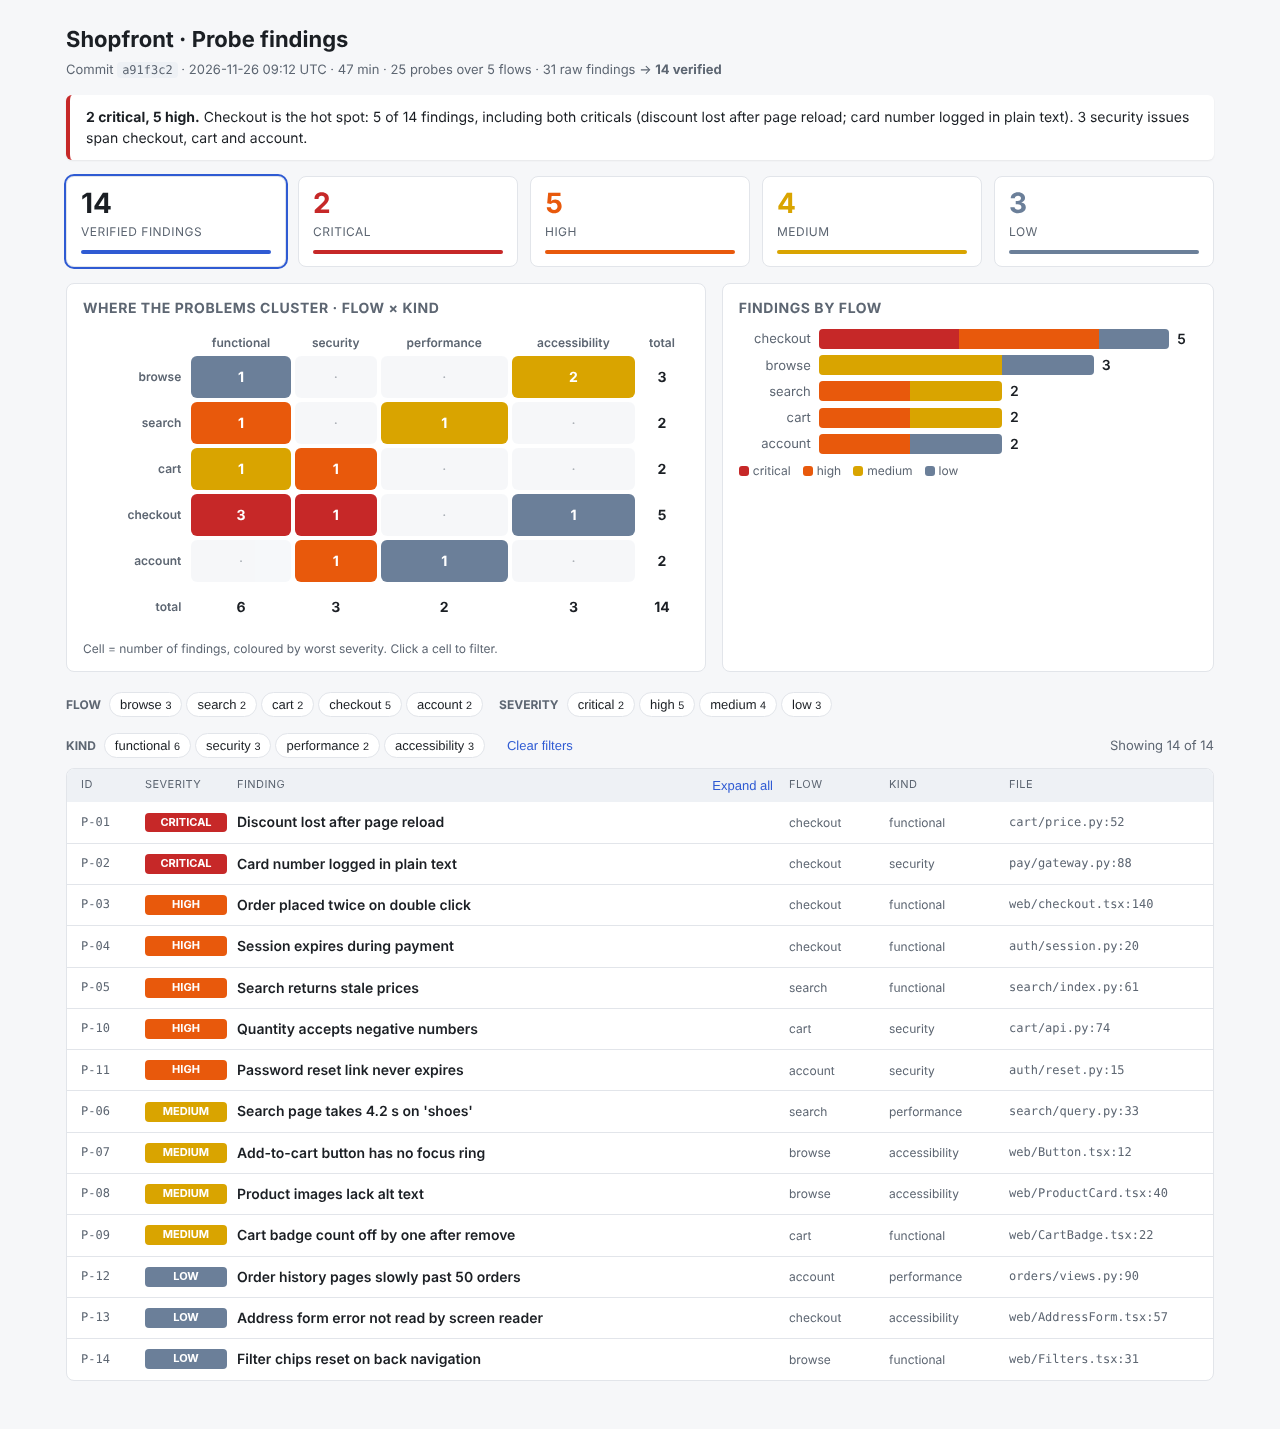 Shopfront · Probe findings
Commit a91f3c2 · 2026-11-26 09:12 UTC · 47 min · 25 probes over 5 flows · 31 raw findings → 14 verified
2 critical, 5 high. Checkout is the hot spot: 5 of 14 findings, including both criticals (discount lost after page reload; card number logged in plain text). 3 security issues
span checkout, cart and account.
14
VERIFIED FINDINGS
2
CRITICAL
5
HIGH
4
MEDIUM
3
LOW
WHERE THE PROBLEMS CLUSTER · FLOW × KIND
functional security performance accessibility total
browse 1 · · 2 3
search 1 · 1 · 2
cart 1 1 · · 2
checkout 3 1 · 1 5
account · 1 1 · 2
total 6 3 2 3 14
Cell = number of findings, coloured by worst severity. Click a cell to filter.
FINDINGS BY FLOW
checkout 5
browse 3
search 2
cart 2
account 2
critical high medium low
FLOW browse 3 search 2 cart 2 checkout 5 account 2 SEVERITY critical 2 high 5 medium 4 low 3
KIND functional 6 security 3 performance 2 accessibility 3 Clear filters Showing 14 of 14
ID SEVERITY FINDING Expand all FLOW KIND FILE
P-01 CRITICAL Discount lost after page reload checkout functional cart/price.py:52
P-02 CRITICAL Card number logged in plain text checkout security pay/gateway.py:88
P-03 HIGH Order placed twice on double click checkout functional web/checkout.tsx:140
P-04 HIGH Session expires during payment checkout functional auth/session.py:20
P-05 HIGH Search returns stale prices search functional search/index.py:61
P-10 HIGH Quantity accepts negative numbers cart security cart/api.py:74
P-11 HIGH Password reset link never expires account security auth/reset.py:15
P-06 MEDIUM Search page takes 4.2 s on 'shoes' search performance search/query.py:33
P-07 MEDIUM Add-to-cart button has no focus ring browse accessibility web/Button.tsx:12
P-08 MEDIUM Product images lack alt text browse accessibility web/ProductCard.tsx:40
P-09 MEDIUM Cart badge count off by one after remove cart functional web/CartBadge.tsx:22
P-12 LOW Order history pages slowly past 50 orders account performance orders/views.py:90
P-13 LOW Address form error not read by screen reader checkout accessibility web/AddressForm.tsx:57
P-14 LOW Filter chips reset on back navigation browse functional web/Filters.tsx:31